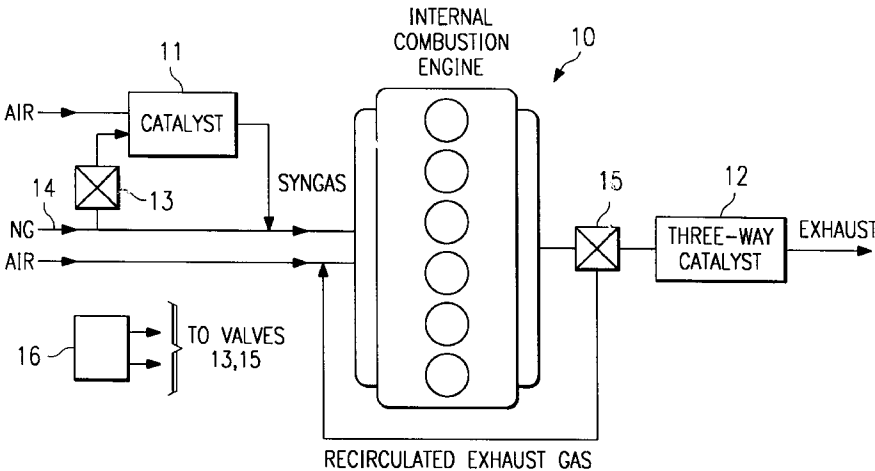 INTERNAL
COMBUSTION
ENGINE
10
11
AIR
CATALYST
SYNGAS
13
14
NG
AIR
15
12
THREE-WAY
CATALYST
EXHAUST
16
TO VALVES
13,15
RECIRCULATED EXHAUST GAS